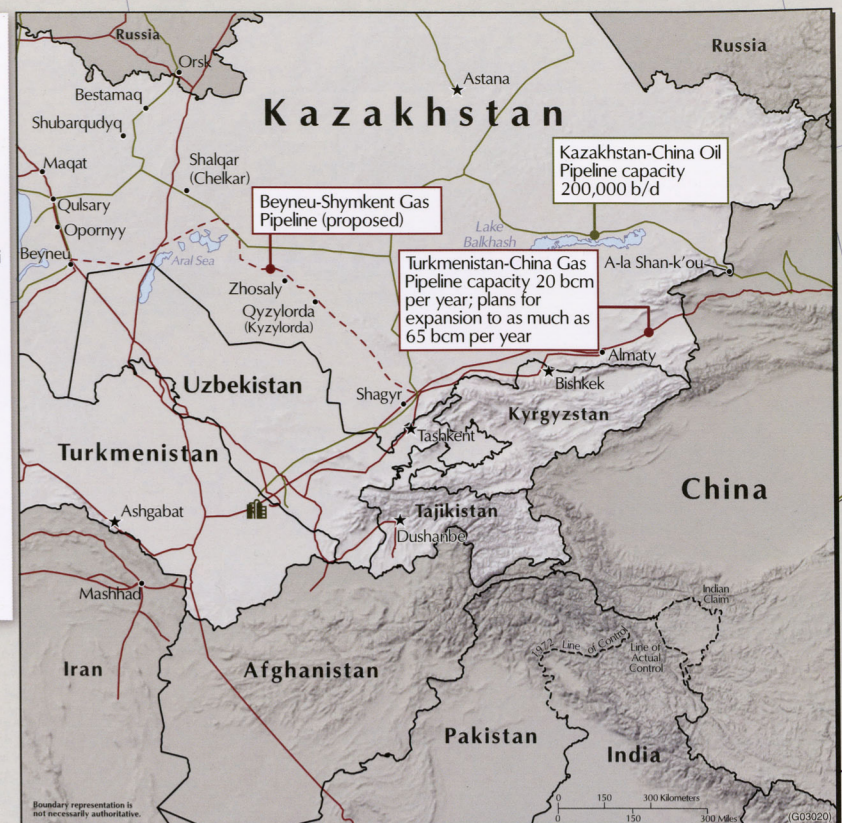 Russia
Russia
Orsk
Astana
Bestamaq
Kazakhstan
Shubarqudyq
Maqat
Shalqar
(Chelkar)
Kazakhstan-China Oil
Pipeline capacity
200,000 b/d
Qulsary
Beyneu-Shymkent Gas
Pipeline (proposed)
Opornyy
Lake
Balkhash
Beyneu
Aral Sea
Turkmenistan-China Gas
Pipeline capacity 20 bcm
per year; plans for
expansion to as much as
65 bcm per year
A-la Shan-k'ou
Zhosaly
Qyzylorda
(Kyzylorda)
Almaty
Uzbekistan
Shagyr
Bishkek
Kyrgyzstan
Tashkent
Turkmenistan
China
Ashgabat
Tajikistan
Dushanbe
Mashhad
Indian
Claim
1972 Line of Control
Line of
Actual
Control
Iran
Afghanistan
Pakistan
India
Boundary representation is
not necessarily authoritative.
0 150 300 Kilometers
0 150 300 Miles
(G03020)